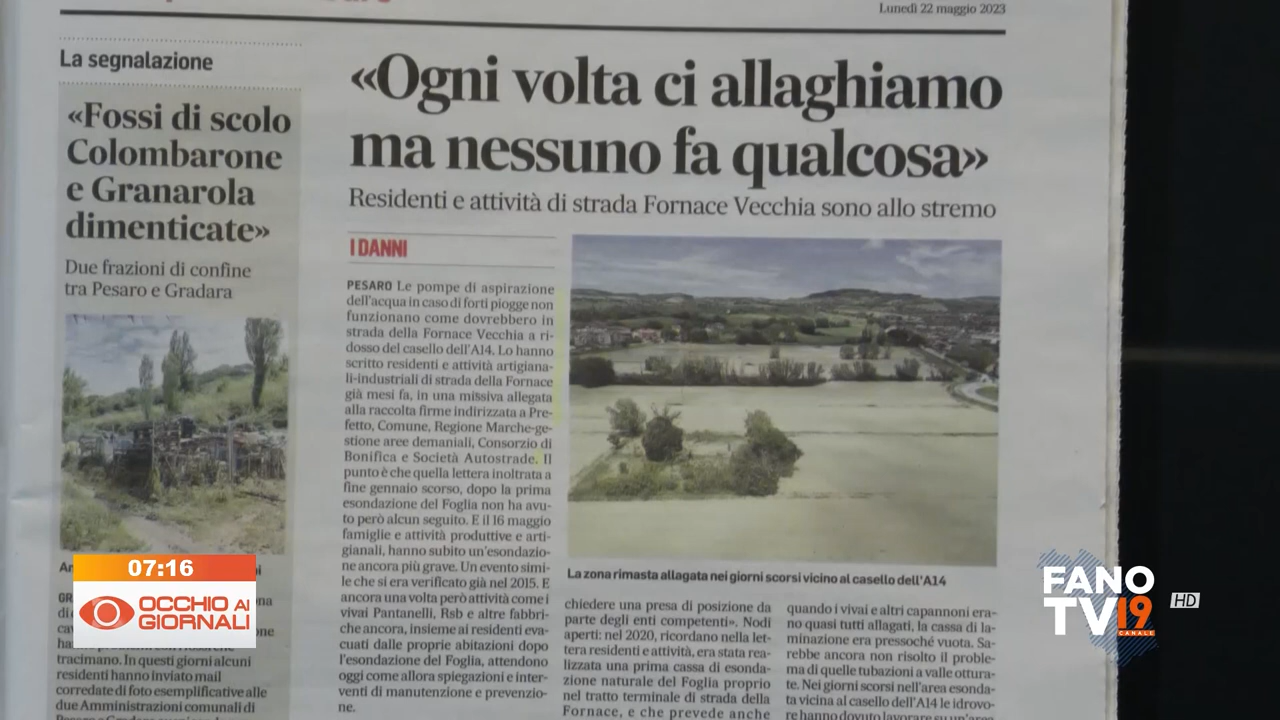 Lunedì 22 maggio 2023
La segnalazione
«Fossi di scolo
Colombarone
e Granarola
dimenticate»
Due frazioni di confine
tra Pesaro e Gradara
tracimano. In questi giorni alcuni
residenti hanno inviato mail
corredate di foto esemplificative alle
due Amministrazioni comunali di
Pesaro e Gradara
«Ogni volta ci allaghiamo
ma nessuno fa qualcosa»
Residenti e attività di strada Fornace Vecchia sono allo stremo
I DANNI
PESARO Le pompe di aspirazione
dell'acqua in caso di forti piogge non
funzionano come dovrebbero in
strada della Fornace Vecchia a ri-
dosso del casello dell'A14. Lo hanno
scritto residenti e attività artigiana-
li-industriali di strada della Fornace
già mesi fa, in una missiva allegata
alla raccolta firme indirizzata a Pre-
fetto, Comune, Regione Marche-ge-
stione aree demaniali, Consorzio di
Bonifica e Società Autostrade. Il
punto è che quella lettera inoltrata a
fine gennaio scorso, dopo la prima
esondazione del Foglia non ha avu-
to però alcun seguito. E il 16 maggio
famiglie e attività produttive e arti-
gianali, hanno subito un'esondazio-
ne ancora più grave. Un evento simi-
le che si era verificato già nel 2015. E
ancora una volta però attività come i
vivai Pantinelli, Rsb e altre fabbri-
che ancora, insieme ai residenti eva-
cuati dalle proprie abitazioni dopo
l'esondazione del Foglia, attendono
oggi come allora spiegazioni e inter-
venti di manutenzione e prevenzio-
ne.
La zona rimasta allagata nei giorni scorsi vicino al casello dell'A14
chiedere una presa di posizione da
parte degli enti competenti». Nodi
aperti: nel 2020, ricordano nella let-
tera residenti e attività, era stata rea-
lizzata una prima cassa di esonda-
zione naturale del Foglia proprio
nel tratto terminale di strada della
Fornace, e che prevede anche
quando i vivai e altri capannoni era-
no quasi tutti allagati, la cassa di la-
minazione era pressoché vuota. Sa-
rebbe ancora non risolto il proble-
ma di quelle tubazioni a valle ottura-
te. Nei giorni scorsi nell'area esonda-
ta vicina al casello dell'A14 le idrovo-
re hanno dovuto lavorare su un'area
07:16
OCCHIO AI
GIORNALI
FANO
TV 19
CANALE
HD